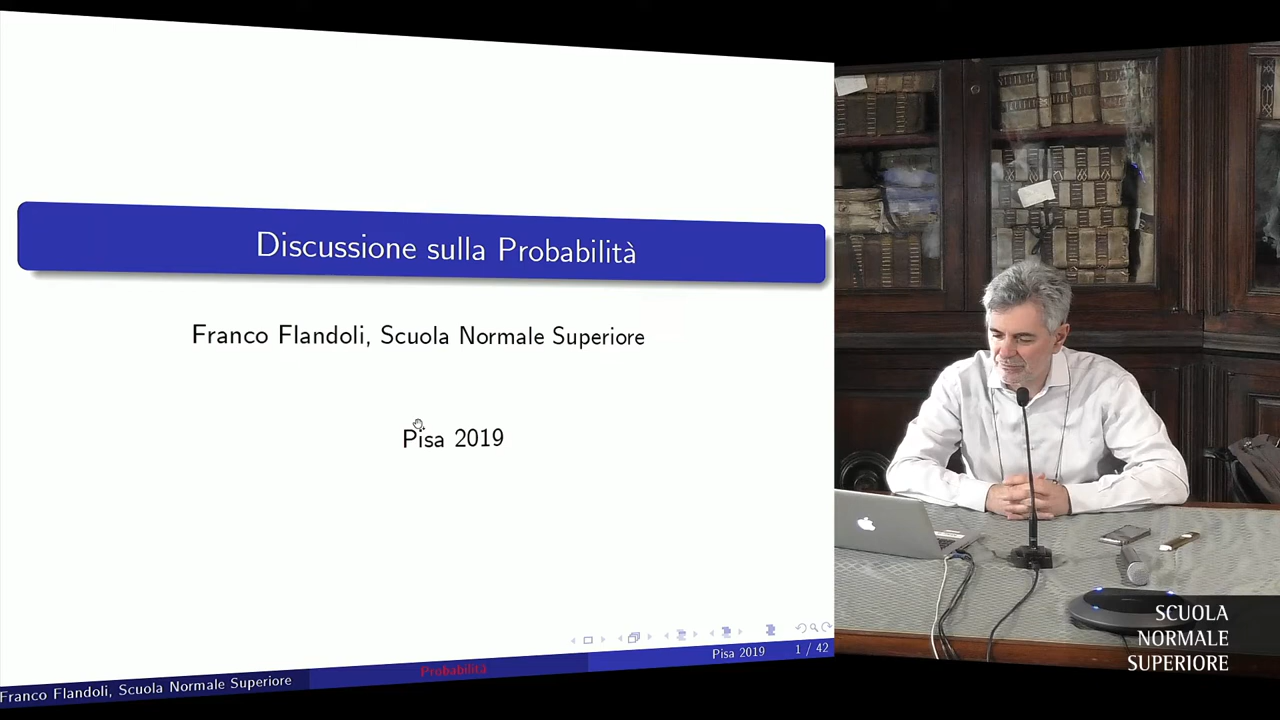 Discussione sulla Probabilità
Franco Flandoli, Scuola Normale Superiore
Pisa 2019
Franco Flandoli, Scuola Normale Superiore
Probabilità
Pisa 2019
1 / 42
SCUOLA
NORMALE
SUPERIORE